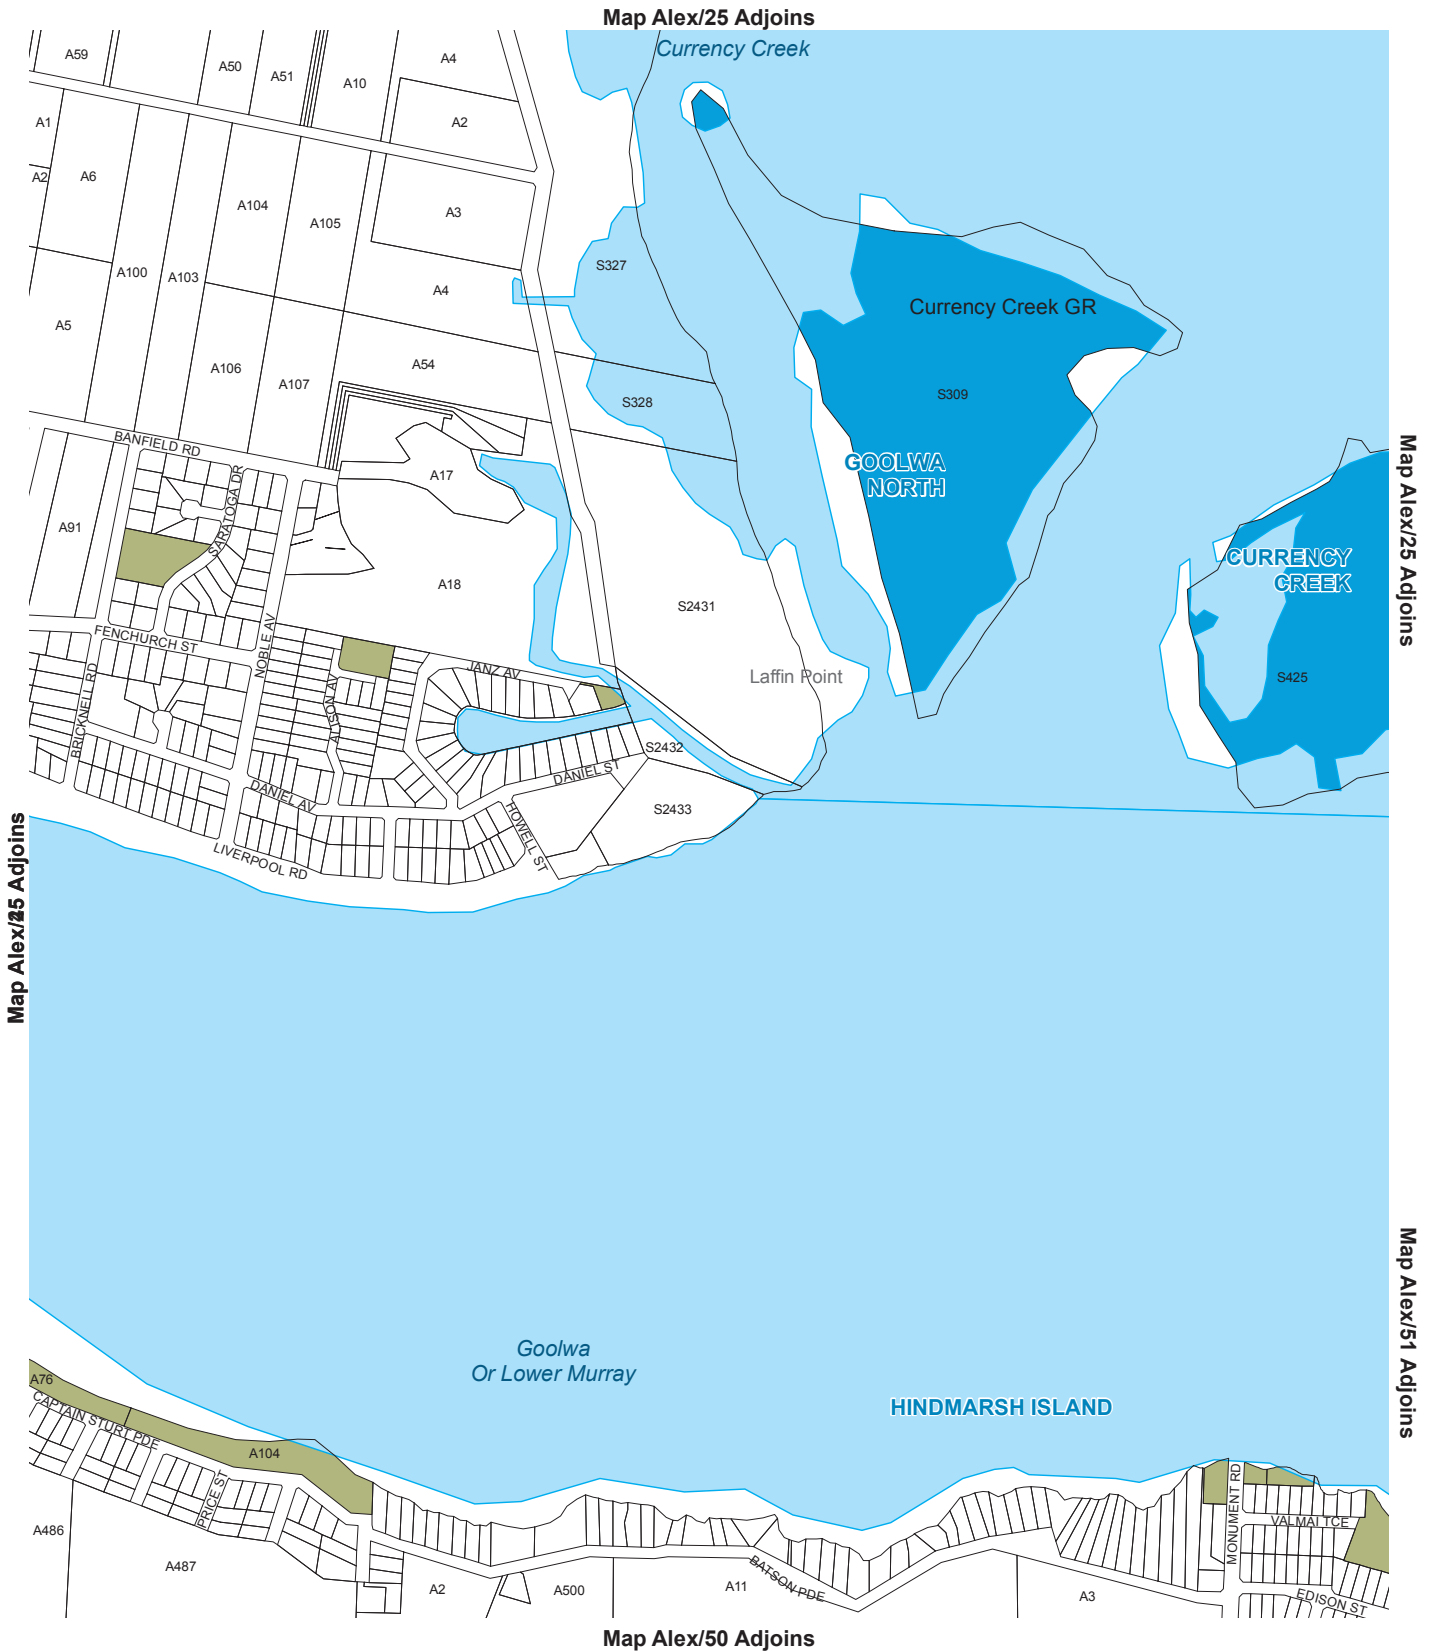 Map Alex/25 Adjoins
Currency Creek
A59
A50
A51
A10
A4
A2
A1
A2
A6
A104
A105
A3
A100
A103
A4
S327
A5
A106
A107
A54
S328
Currency Creek GR
S309
BANFIELD RD
SARATOGA DR
A17
GOOLWA
NORTH
A91
A18
S2431
CURRENCY
CREEK
S425
Map Alex/25 Adjoins
FENCHURCH ST
NOBLE AV
BRICKNELL RD
ALISON AV
JANZ AV
Laffin Point
S2432
DANIEL ST
DANIEL AV
HOWELL ST
S2433
LIVERPOOL RD
Goolwa
Or Lower Murray
HINDMARSH ISLAND
Map Alex/51 Adjoins
A76
CAPTAIN STURT PDE
A104
PRICE ST
A486
A487
A2
A500
A11
BATSON PDE
A3
MONUMENT RD
VALMAI TCE
EDISON ST
Map Alex/50 Adjoins